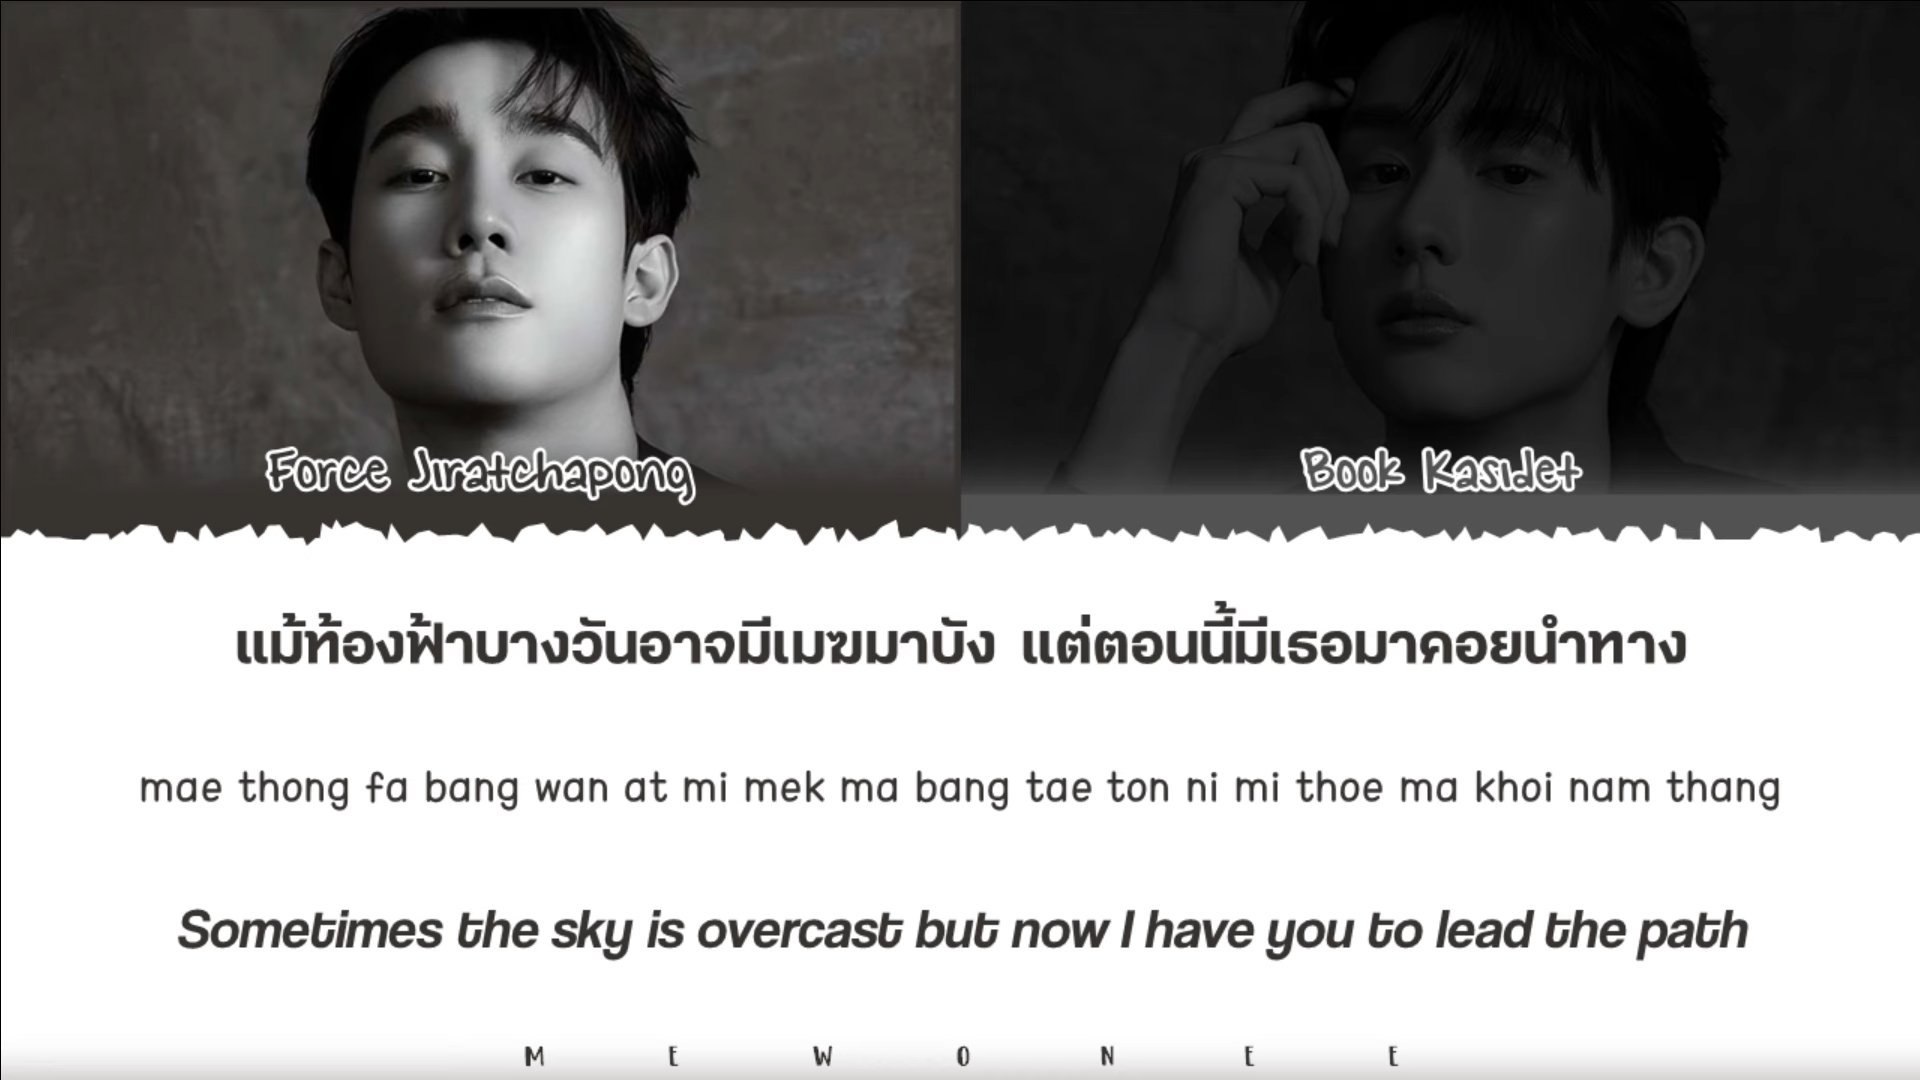 Force Jiratchapong
Book Kasidet
แม้ท้องฟ้าบางวันอาจมีเมฆมาบัง แต่ตอนนี้มีเธอมาคอยนำทาง
mae thong fa bang wan at mi mek ma bang tae ton ni mi thoe ma khoi nam thang
Sometimes the sky is overcast but now I have you to lead the path
M E W O N E E